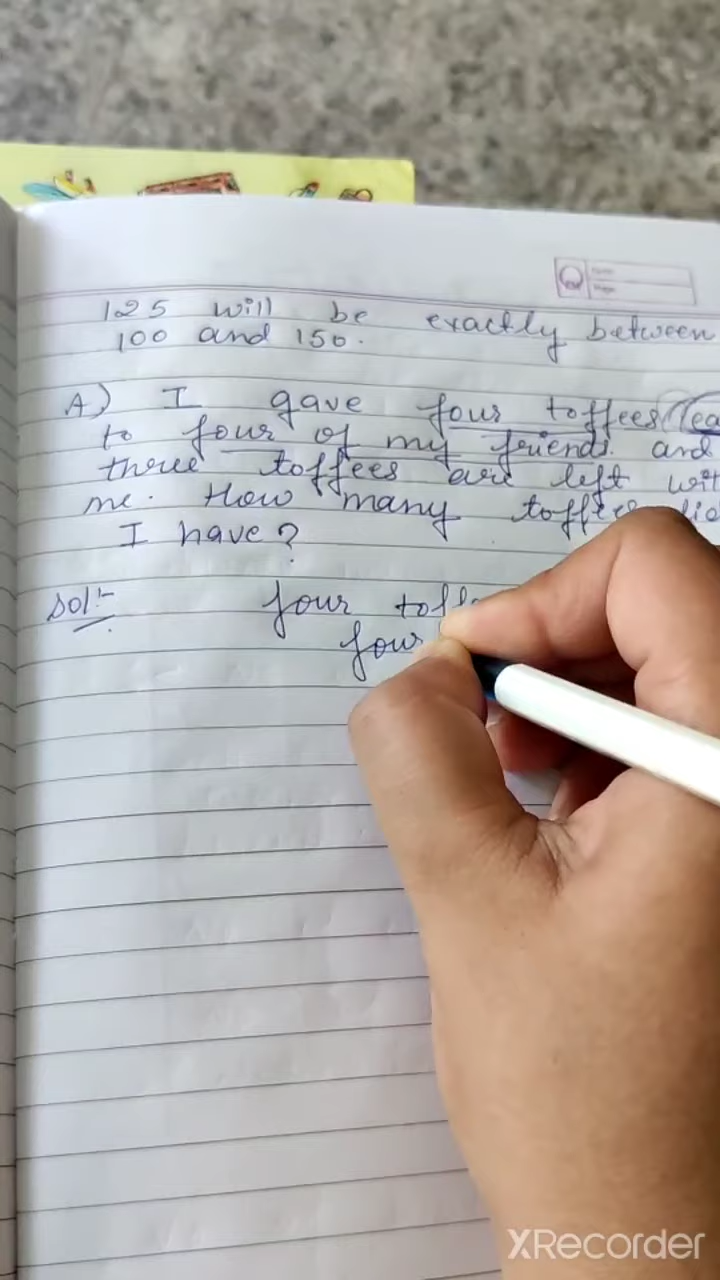 125 will be exactly between
100 and 150.
A) I gave four toffees
to four of my friends. and
three toffees are left
me. How many toffees
I have?
Sol:- four
four
XRecorder